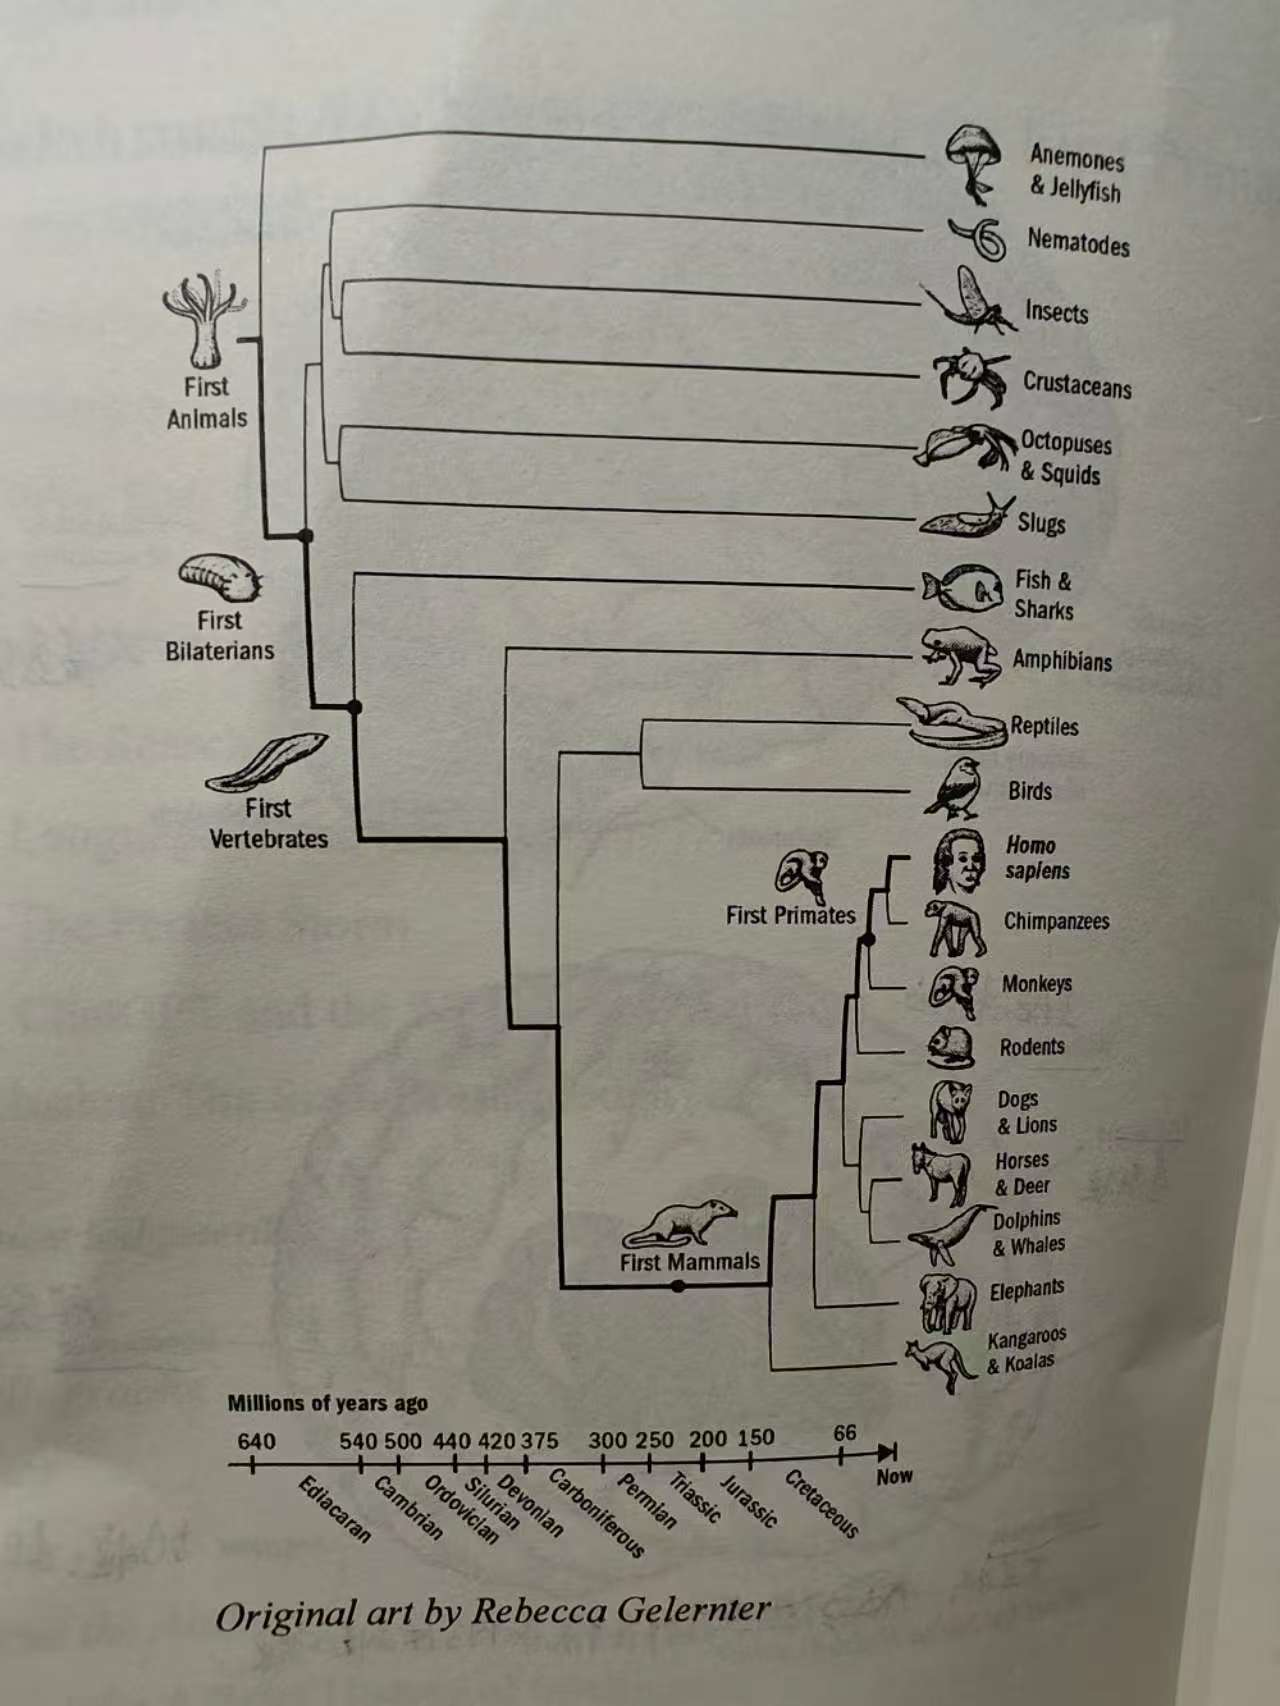 Anemones
& Jellyfish
Nematodes
Insects
First
Animals
Crustaceans
Octopuses
& Squids
Slugs
First
Bilaterians
Fish &
Sharks
Amphibians
Reptiles
First
Vertebrates
Birds
Homo
sapiens
First Primates
Chimpanzees
Monkeys
Rodents
Dogs
& Lions
Horses
& Deer
Dolphins
& Whales
First Mammals
Elephants
Kangaroos
& Koalas
Millions of years ago
640 540 500 440 420 375 300 250 200 150 66
Now
Ediacaran Cambrian Ordovician Silurian Devonian Carboniferous Permian Triassic Jurassic Cretaceous
Original art by Rebecca Gelernter